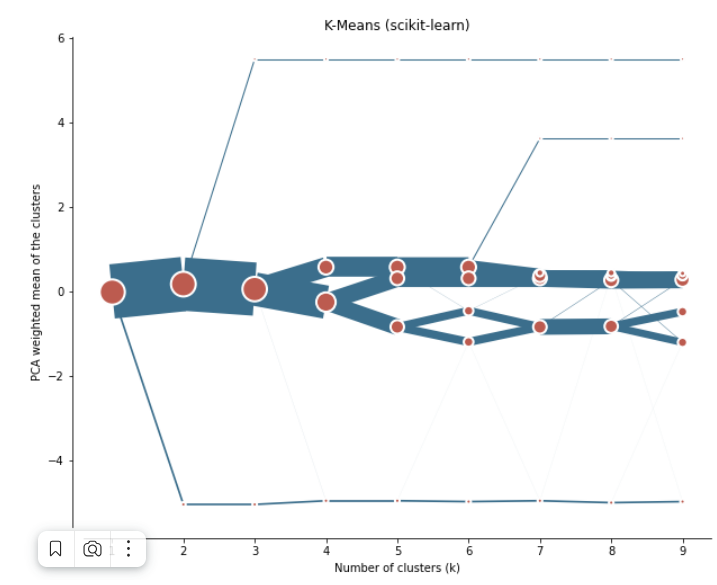 K-Means (scikit-learn)
6
4
2
0
−2
−4
PCA weighted mean of the clusters
1 2 3 4 5 6 7 8 9
Number of clusters (k)